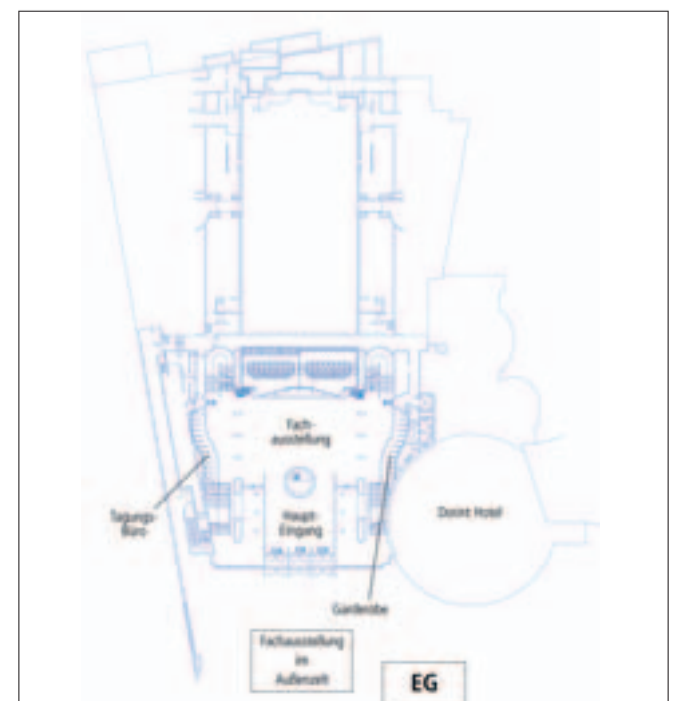 Fach-
ausstellung
Tagungs-
Büro
Haupt-
Eingang
Dorint Hotel
Garderobe
Fachausstellung
im
Außenzelt
EG